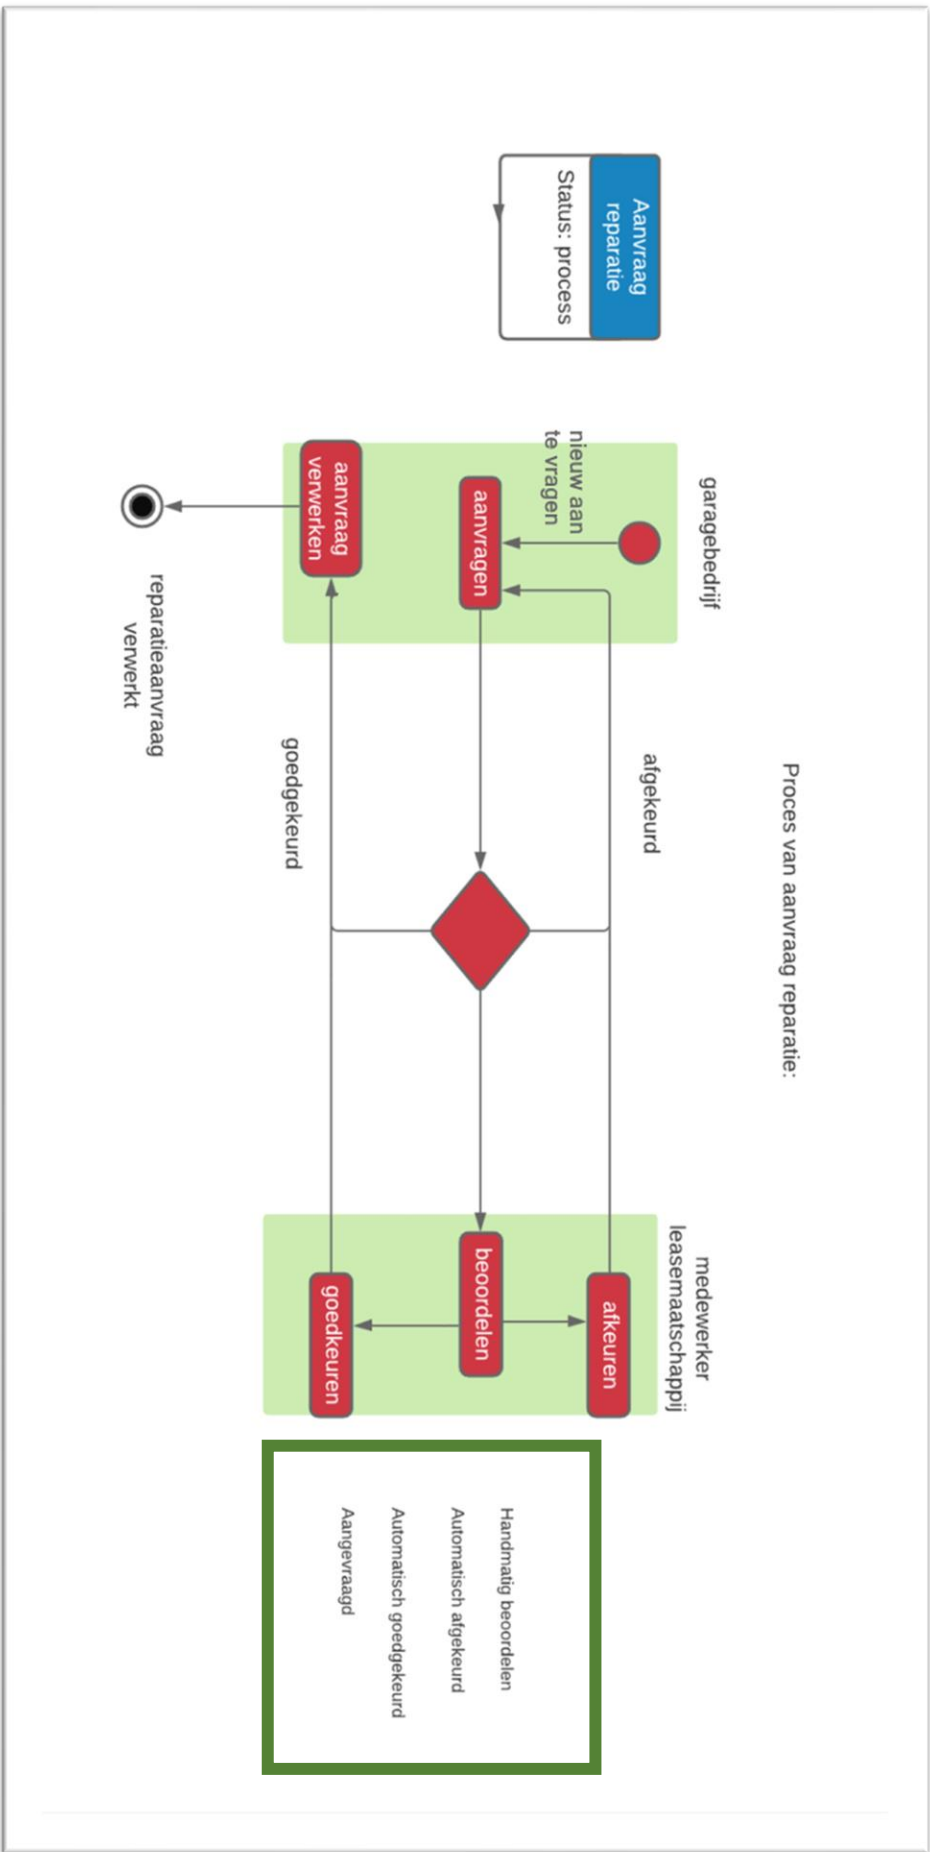 Proces van aanvraag reparatie:
Aanvraag
reparatie
Status: process
garagebedrijf
nieuw aan
te vragen
aanvragen
aanvraag
verwerken
reparatieaanvraag
verwerkt
afgekeurd
goedgekeurd
medewerker
leasemaatschappij
afkeuren
beoordelen
goedkeuren
Handmatig beoordelen
Automatisch afgekeurd
Automatisch goedgekeurd
Aangevraagd